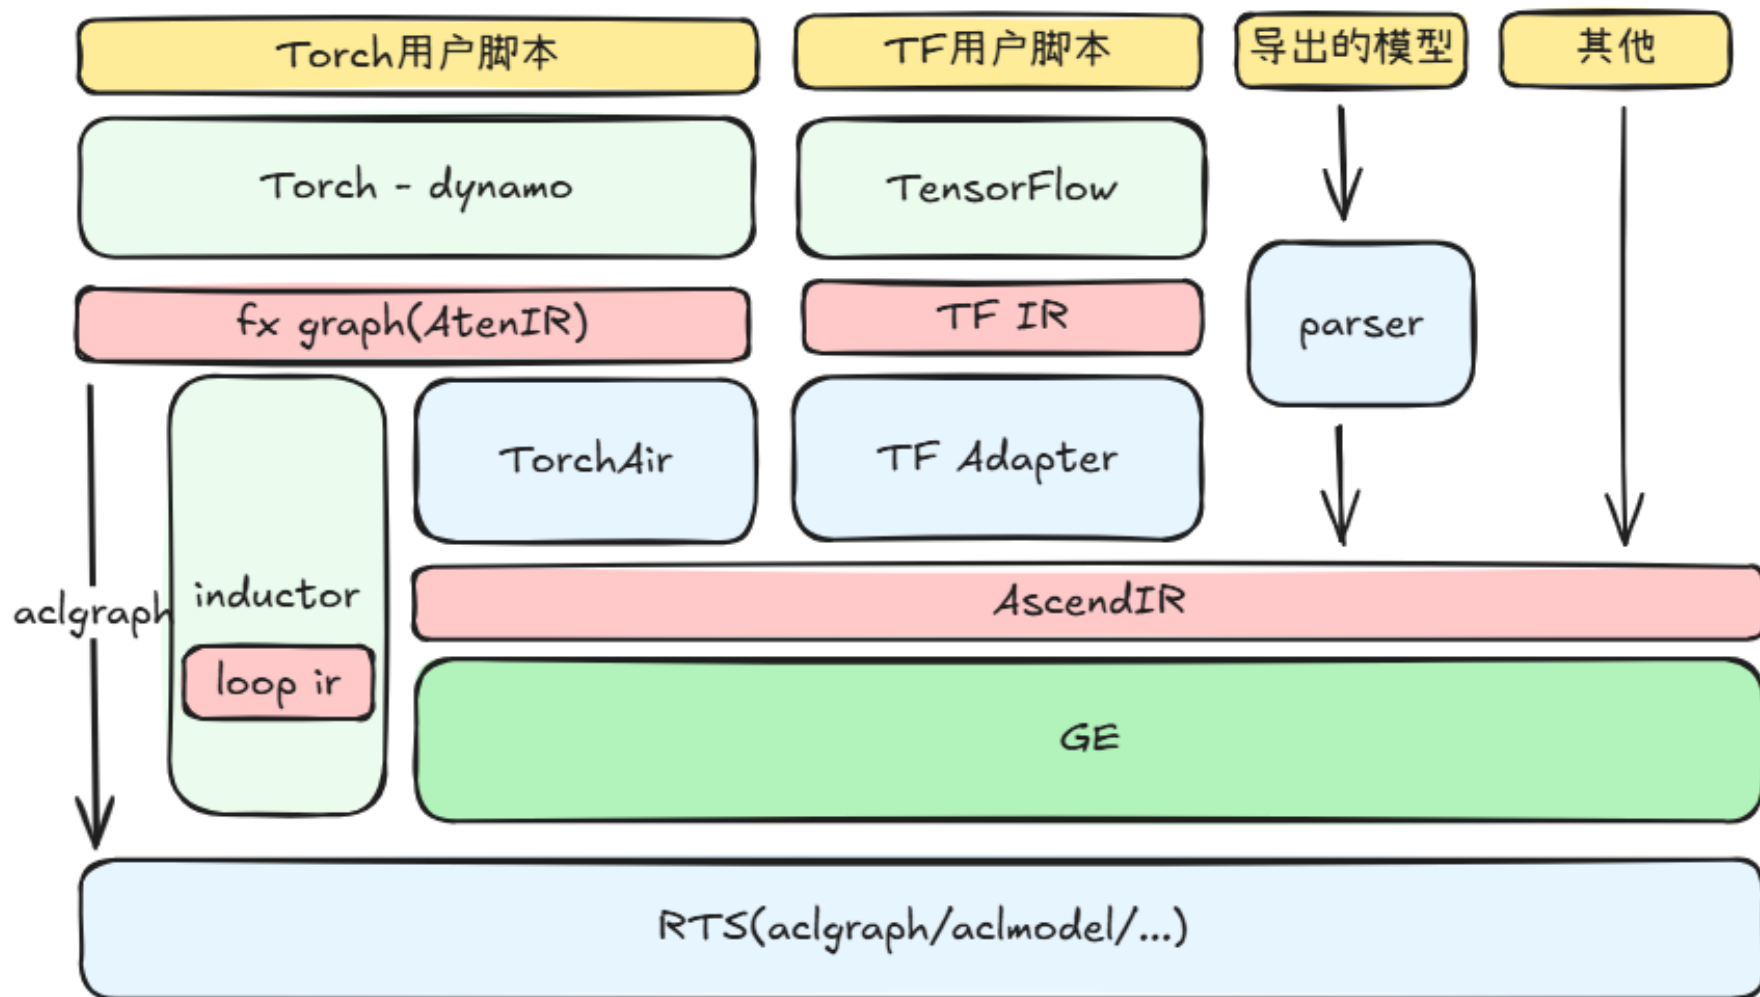 Torch用户脚本
TF用户脚本
导出的模型
其他
Torch - dynamo
TensorFlow
fx graph(AtenIR)
TF IR
parser
TorchAir
TF Adapter
aclgraph
inductor
AscendIR
loop ir
GE
RTS(aclgraph/aclmodel/...)